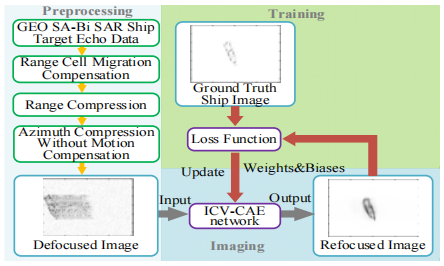 Preprocessing
GEO SA-Bi SAR Ship
Target Echo Data
Range Cell Migration
Compensation
Range Compression
Azimuth Compression
Without Motion
Compensation
Defocused Image
Training
Ground Truth
Ship Image
Loss Function
Update
Weights&Biases
Input
ICV-CAE
network
Output
Refocused Image
Imaging